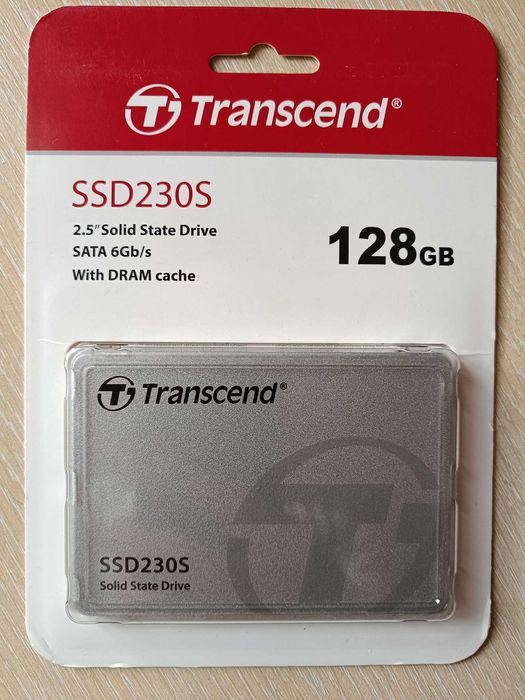 Transcend®
SSD230S
2.5" Solid State Drive
SATA 6Gb/s
With DRAM cache
128GB
Transcend®
SSD230S
Solid State Drive